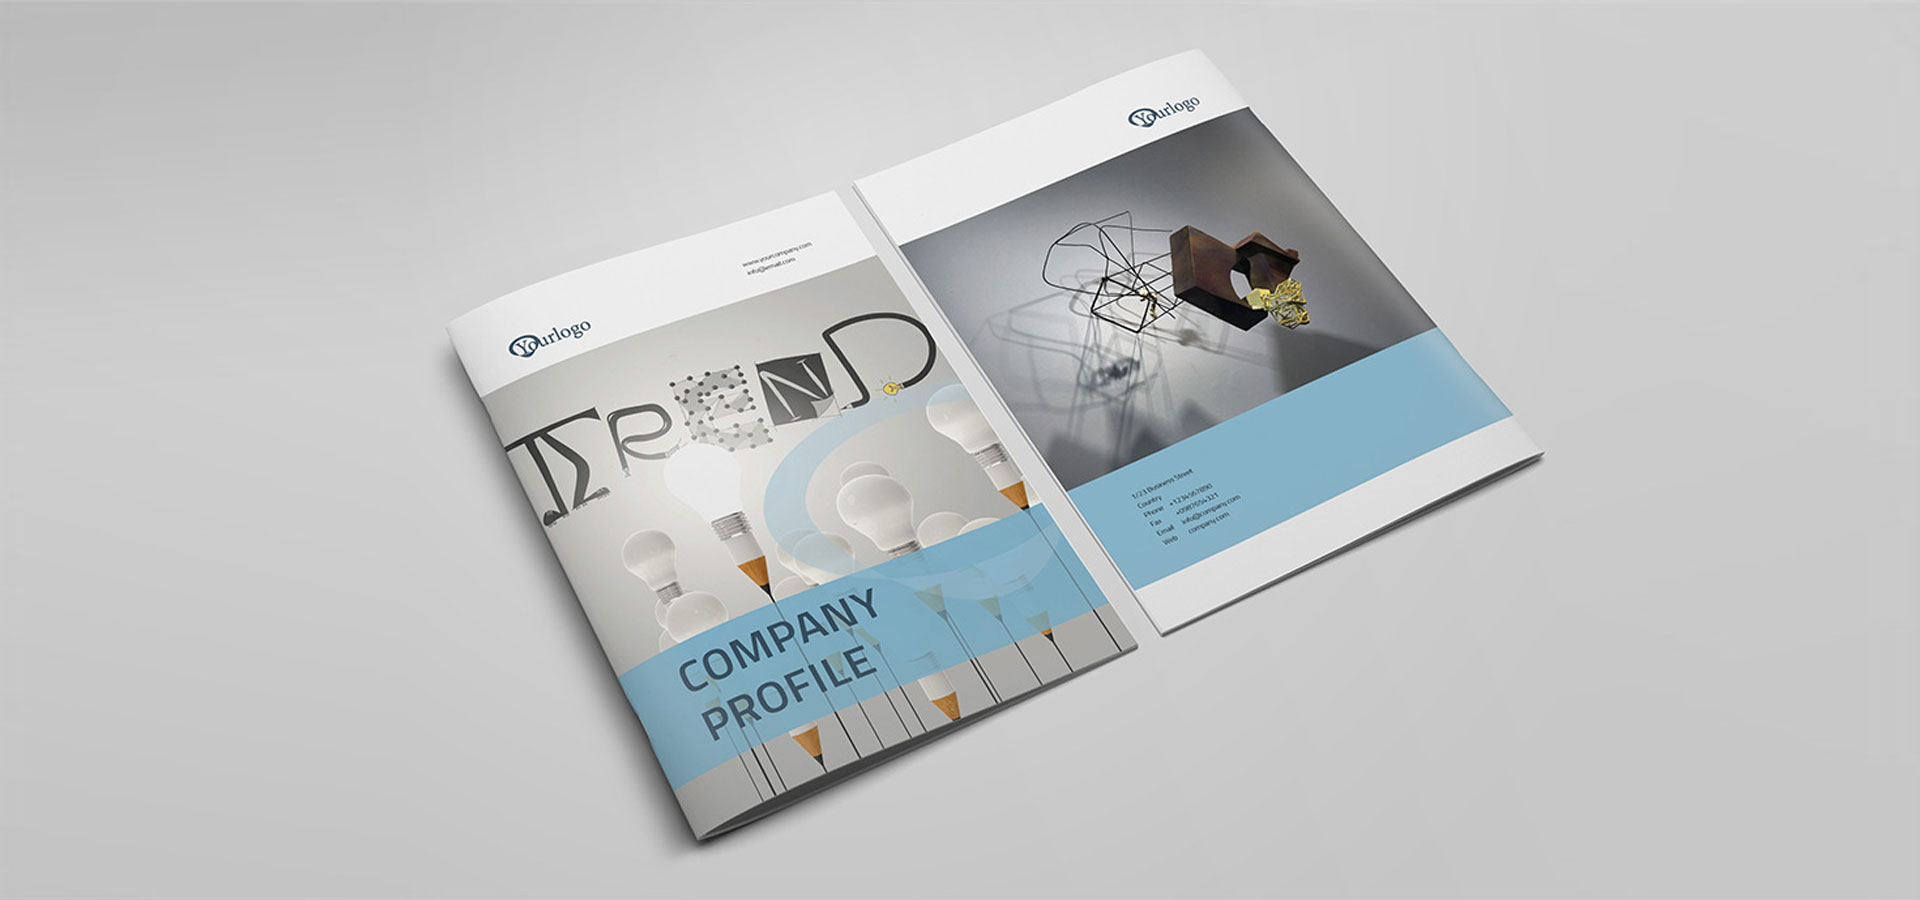 Yourlogo
www.yourcompany.com
info@email.com
TREND
COMPANY
PROFILE
Yourlogo
1/23 Business Street
Country
Phone +1234567890
Fax +0987654321
Email info@company.com
Web company.com